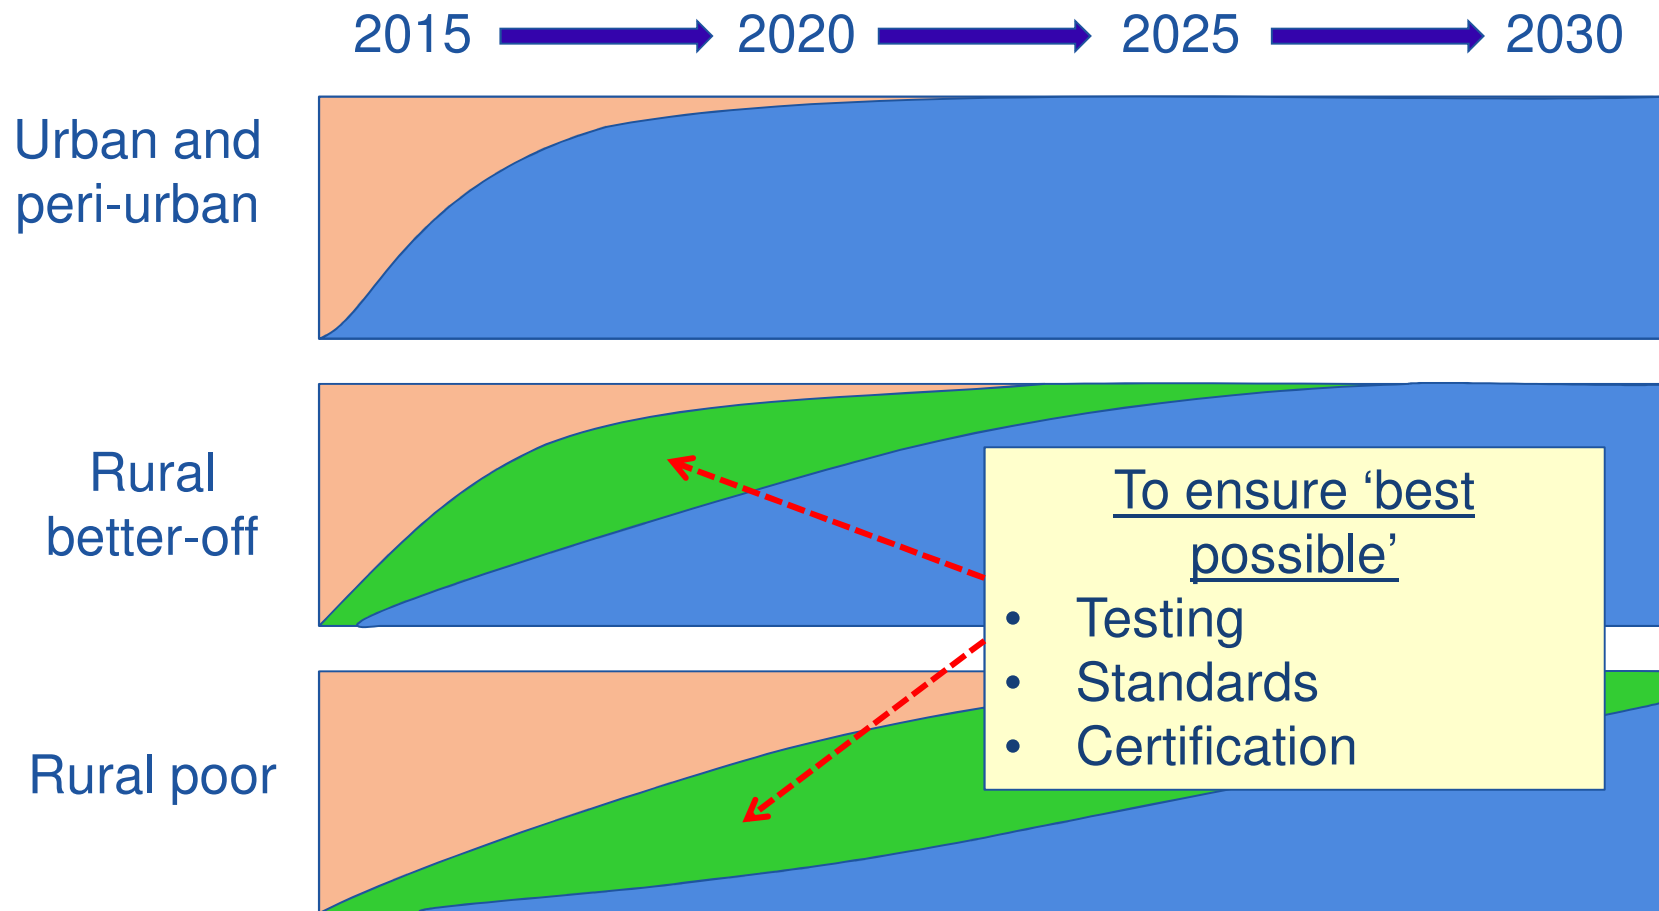 2015 2020 2025 2030
Urban and
peri-urban
Rural
better-off
To ensure ‘best
possible’
• Testing
• Standards
• Certification
Rural poor